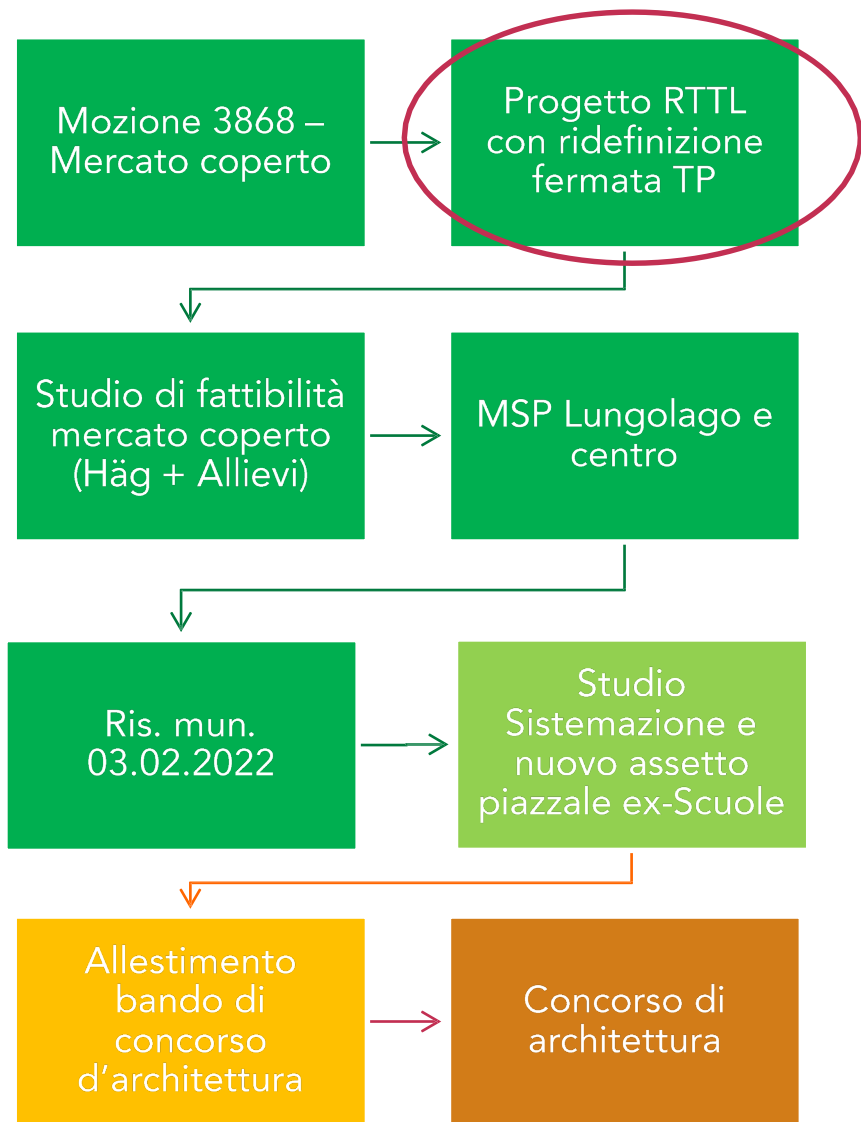 Mozione 3868 –
Mercato coperto
Progetto RTTL
con ridefinizione
fermata TP
Studio di fattibilità
mercato coperto
(Häg + Allievi)
MSP Lungolago e
centro
Ris. mun.
03.02.2022
Studio
Sistemazione e
nuovo assetto
piazzale ex-Scuole
Allestimento
bando di
concorso
d’architettura
Concorso di
architettura